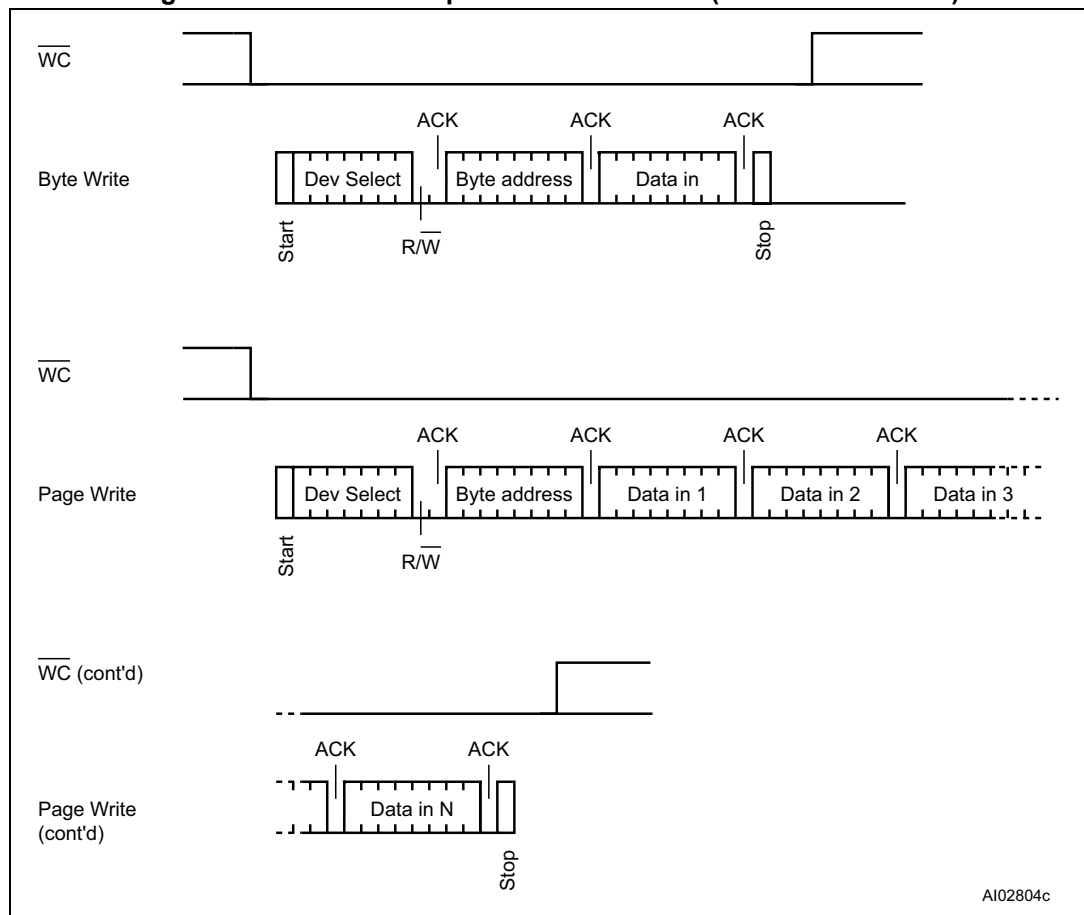 WC
ACK ACK ACK
Byte Write Dev Select Byte address Data in
Start R/W Stop
WC
ACK ACK ACK ACK
Page Write Dev Select Byte address Data in 1 Data in 2 Data in 3
Start R/W
WC (cont'd)
ACK ACK
Page Write Data in N
(cont'd)
Stop
AI02804c